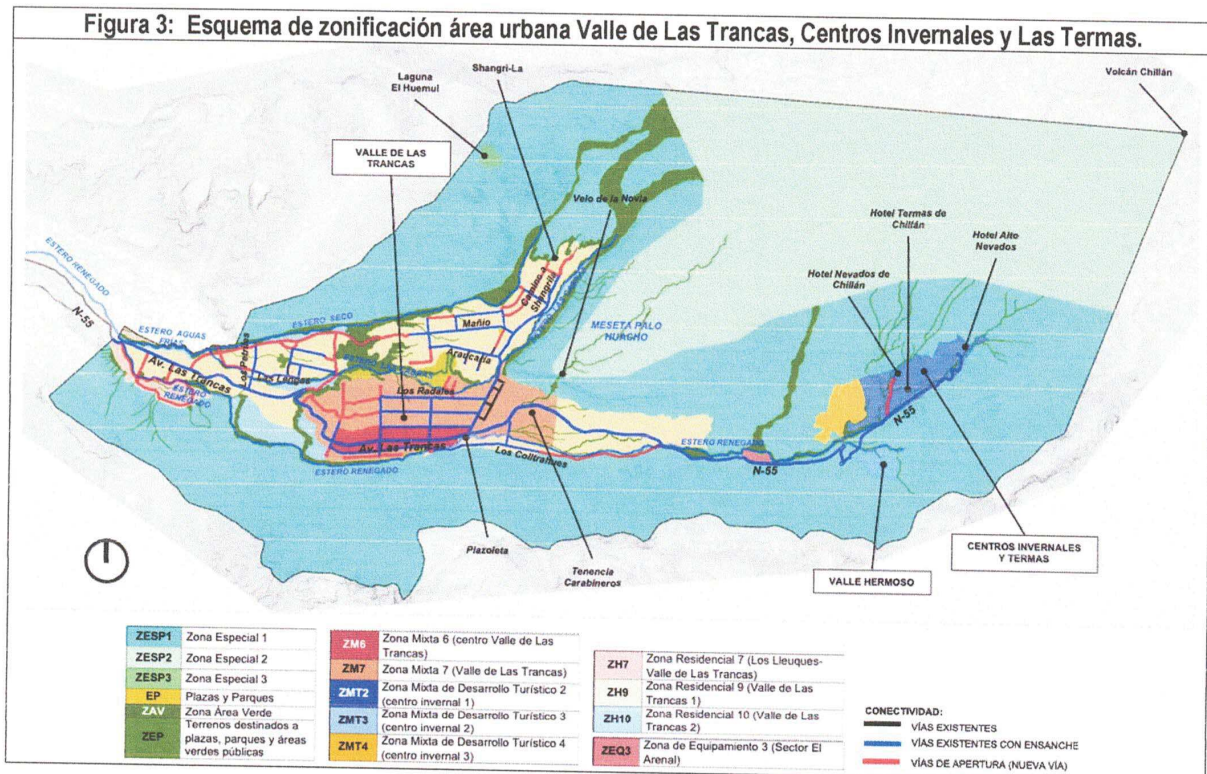 Figura 3: Esquema de zonificación área urbana Valle de Las Trancas, Centros Invernales y Las Termas.
Shangri-La
Laguna
El Huemul
Volcán Chillán
VALLE DE LAS
TRANCAS
Velo de la Novia
Hotel Termas de
Chillán
Hotel Alto
Nevados
Hotel Nevados de
Chillán
ESTERO RENEGADO
N-55
ESTERO SECO
Camino a
Shangrila
MESETA PALO
HUACHO
ESTERO AGUAS
FRÍAS
Mañio
Araucaria
Av. Las Trancas
Las Lengas
Los Radales
ESTERO
RENEGADO
N-55
Av. Las Trancas
Los Coltrahues
ESTERO RENEGADO
ESTERO RENEGADO
N-55
Plazoleta
Tenencia
Carabineros
VALLE HERMOSO
CENTROS INVERNALES
Y TERMAS
ZESP1 Zona Especial 1
ZESP2 Zona Especial 2
ZESP3 Zona Especial 3
EP Plazas y Parques
ZAV Zona Área Verde
ZEP Terrenos destinados a
plazas, parques y áreas
verdes públicas
ZM6 Zona Mixta 6 (centro Valle de Las
Trancas)
ZM7 Zona Mixta 7 (Valle de Las Trancas)
ZMT2 Zona Mixta de Desarrollo Turístico 2
(centro invernal 1)
ZMT3 Zona Mixta de Desarrollo Turístico 3
(centro invernal 2)
ZMT4 Zona Mixta de Desarrollo Turístico 4
(centro invernal 3)
ZH7 Zona Residencial 7 (Los Lleuques-
Valle de Las Trancas)
ZH9 Zona Residencial 9 (Valle de Las
Trancas 1)
ZH10 Zona Residencial 10 (Valle de Las
Trancas 2)
ZEQ3 Zona de Equipamiento 3 (Sector El
Arenal)
CONECTIVIDAD:
VÍAS EXISTENTES
VÍAS EXISTENTES CON ENSANCHE
VÍAS DE APERTURA (NUEVA VÍA)